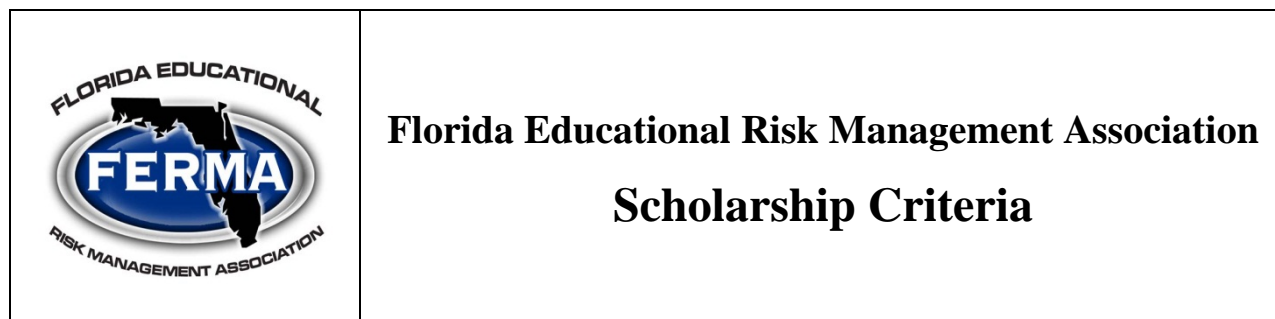 FLORIDA EDUCATIONAL
FERMA
RISK MANAGEMENT ASSOCIATION
Florida Educational Risk Management Association
Scholarship Criteria